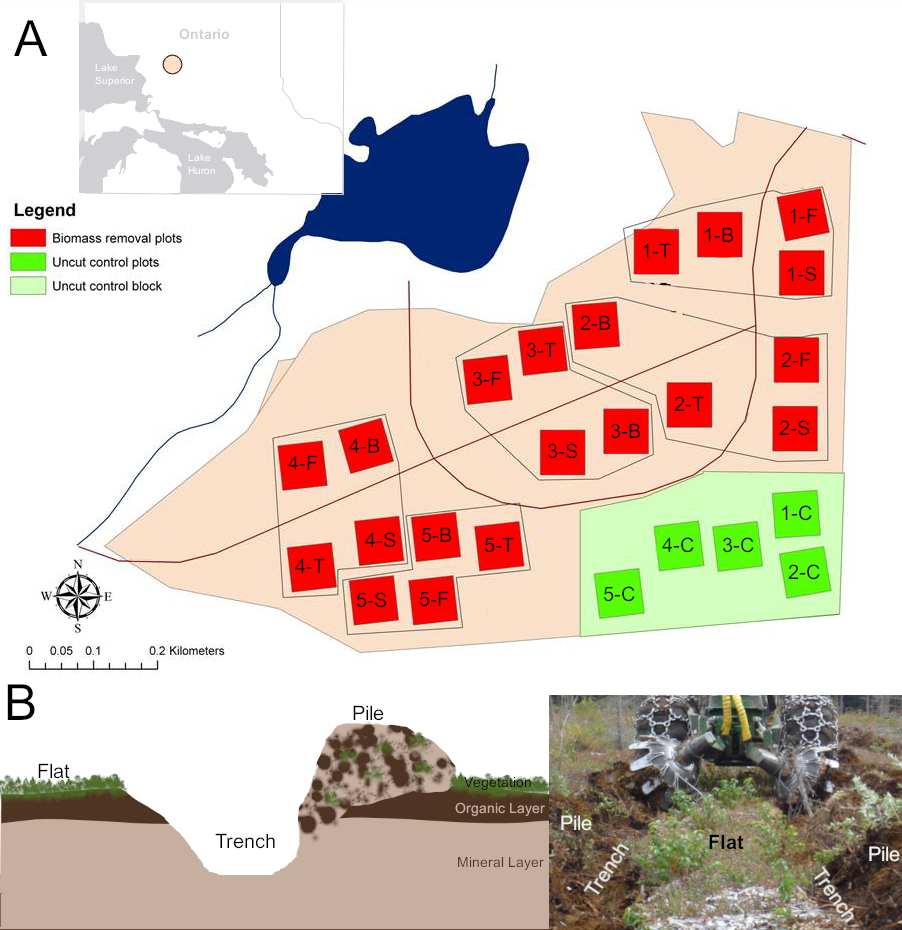 A
Ontario
Lake
Superior
Lake
Huron
Legend
Biomass removal plots
Uncut control plots
Uncut control block
1-F
1-B
1-T
1-S
2-B
3-T
2-F
3-F
2-T
2-S
3-B
4-B
3-S
4-F
1-C
5-B
4-S
5-T
4-C
3-C
4-T
2-C
5-S
5-F
5-C
N
W E
S
0 0.05 0.1 0.2 Kilometers
B
Pile
Flat
Vegetation
Organic Layer
Trench
Mineral Layer
Pile
Flat
Pile
Trench
Trench